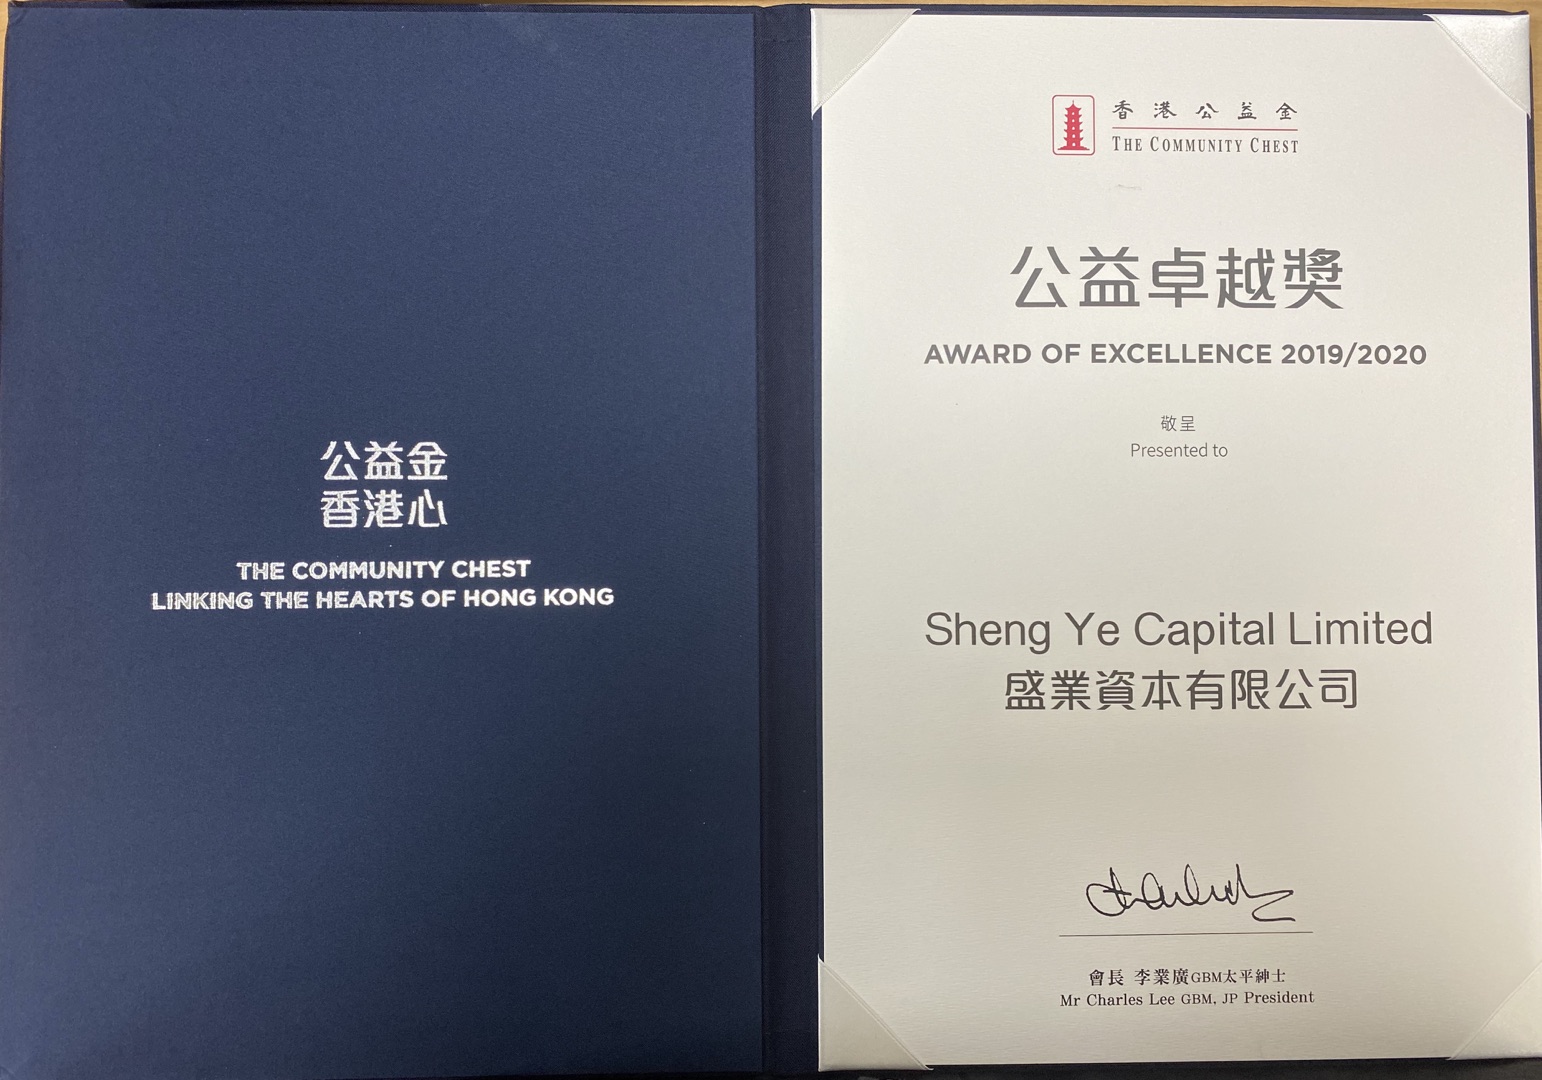 公益金
香港心
THE COMMUNITY CHEST
LINKING THE HEARTS OF HONG KONG
香港公益金
THE COMMUNITY CHEST
公益卓越獎
AWARD OF EXCELLENCE 2019/2020
敬呈
Presented to
Sheng Ye Capital Limited
盛業資本有限公司
會長 李業廣GBM太平紳士
Mr Charles Lee GBM, JP President